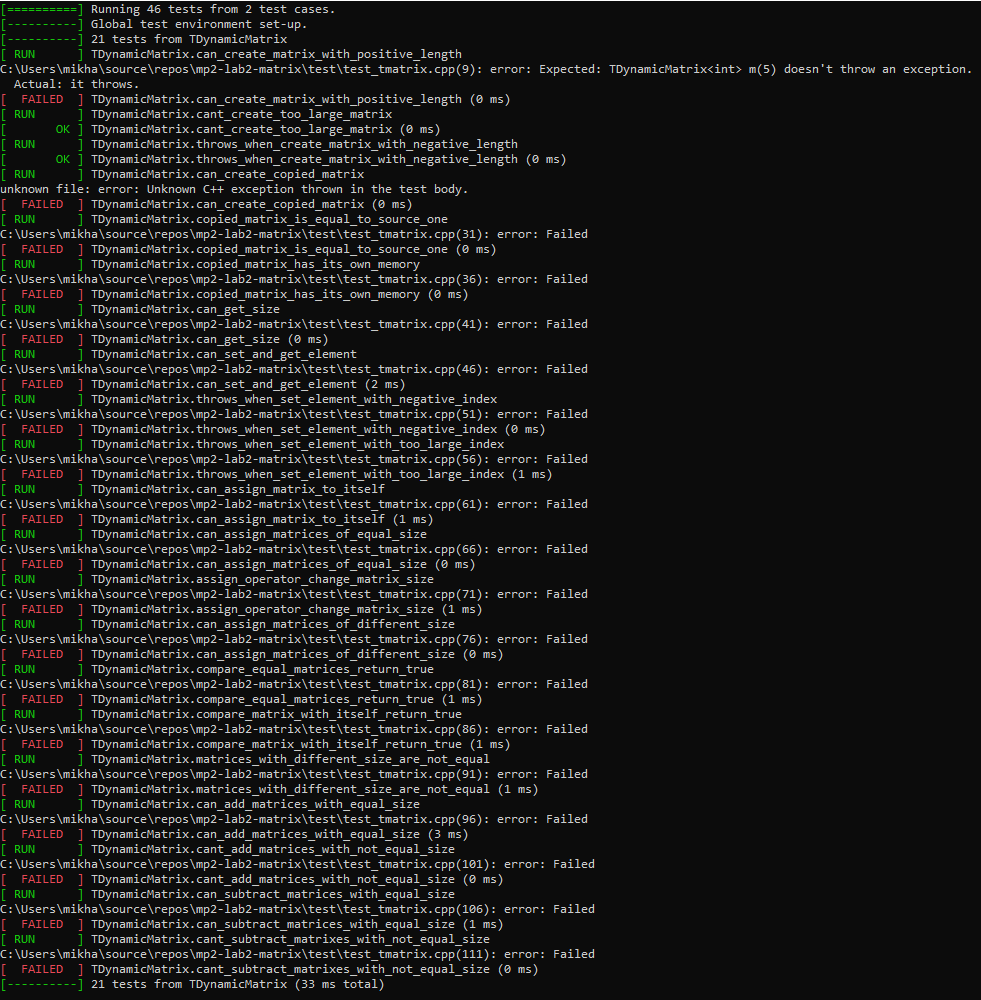 [==========] Running 46 tests from 2 test cases.
[----------] Global test environment set-up.
[----------] 21 tests from TDynamicMatrix
[ RUN      ] TDynamicMatrix.can_create_matrix_with_positive_length
C:\Users\mikha\source\repos\mp2-lab2-matrix\test\test_tmatrix.cpp(9): error: Expected: TDynamicMatrix<int> m(5) doesn't throw an exception.
  Actual: it throws.
[  FAILED  ] TDynamicMatrix.can_create_matrix_with_positive_length (0 ms)
[ RUN      ] TDynamicMatrix.cant_create_too_large_matrix
[       OK ] TDynamicMatrix.cant_create_too_large_matrix (0 ms)
[ RUN      ] TDynamicMatrix.throws_when_create_matrix_with_negative_length
[       OK ] TDynamicMatrix.throws_when_create_matrix_with_negative_length (0 ms)
[ RUN      ] TDynamicMatrix.can_create_copied_matrix
unknown file: error: Unknown C++ exception thrown in the test body.
[  FAILED  ] TDynamicMatrix.can_create_copied_matrix (0 ms)
[ RUN      ] TDynamicMatrix.copied_matrix_is_equal_to_source_one
C:\Users\mikha\source\repos\mp2-lab2-matrix\test\test_tmatrix.cpp(31): error: Failed
[  FAILED  ] TDynamicMatrix.copied_matrix_is_equal_to_source_one (0 ms)
[ RUN      ] TDynamicMatrix.copied_matrix_has_its_own_memory
C:\Users\mikha\source\repos\mp2-lab2-matrix\test\test_tmatrix.cpp(36): error: Failed
[  FAILED  ] TDynamicMatrix.copied_matrix_has_its_own_memory (0 ms)
[ RUN      ] TDynamicMatrix.can_get_size
C:\Users\mikha\source\repos\mp2-lab2-matrix\test\test_tmatrix.cpp(41): error: Failed
[  FAILED  ] TDynamicMatrix.can_get_size (0 ms)
[ RUN      ] TDynamicMatrix.can_set_and_get_element
C:\Users\mikha\source\repos\mp2-lab2-matrix\test\test_tmatrix.cpp(46): error: Failed
[  FAILED  ] TDynamicMatrix.can_set_and_get_element (2 ms)
[ RUN      ] TDynamicMatrix.throws_when_set_element_with_negative_index
C:\Users\mikha\source\repos\mp2-lab2-matrix\test\test_tmatrix.cpp(51): error: Failed
[  FAILED  ] TDynamicMatrix.throws_when_set_element_with_negative_index (0 ms)
[ RUN      ] TDynamicMatrix.throws_when_set_element_with_too_large_index
C:\Users\mikha\source\repos\mp2-lab2-matrix\test\test_tmatrix.cpp(56): error: Failed
[  FAILED  ] TDynamicMatrix.throws_when_set_element_with_too_large_index (1 ms)
[ RUN      ] TDynamicMatrix.can_assign_matrix_to_itself
C:\Users\mikha\source\repos\mp2-lab2-matrix\test\test_tmatrix.cpp(61): error: Failed
[  FAILED  ] TDynamicMatrix.can_assign_matrix_to_itself (1 ms)
[ RUN      ] TDynamicMatrix.can_assign_matrices_of_equal_size
C:\Users\mikha\source\repos\mp2-lab2-matrix\test\test_tmatrix.cpp(66): error: Failed
[  FAILED  ] TDynamicMatrix.can_assign_matrices_of_equal_size (0 ms)
[ RUN      ] TDynamicMatrix.assign_operator_change_matrix_size
C:\Users\mikha\source\repos\mp2-lab2-matrix\test\test_tmatrix.cpp(71): error: Failed
[  FAILED  ] TDynamicMatrix.assign_operator_change_matrix_size (1 ms)
[ RUN      ] TDynamicMatrix.can_assign_matrices_of_different_size
C:\Users\mikha\source\repos\mp2-lab2-matrix\test\test_tmatrix.cpp(76): error: Failed
[  FAILED  ] TDynamicMatrix.can_assign_matrices_of_different_size (0 ms)
[ RUN      ] TDynamicMatrix.compare_equal_matrices_return_true
C:\Users\mikha\source\repos\mp2-lab2-matrix\test\test_tmatrix.cpp(81): error: Failed
[  FAILED  ] TDynamicMatrix.compare_equal_matrices_return_true (1 ms)
[ RUN      ] TDynamicMatrix.compare_matrix_with_itself_return_true
C:\Users\mikha\source\repos\mp2-lab2-matrix\test\test_tmatrix.cpp(86): error: Failed
[  FAILED  ] TDynamicMatrix.compare_matrix_with_itself_return_true (1 ms)
[ RUN      ] TDynamicMatrix.matrices_with_different_size_are_not_equal
C:\Users\mikha\source\repos\mp2-lab2-matrix\test\test_tmatrix.cpp(91): error: Failed
[  FAILED  ] TDynamicMatrix.matrices_with_different_size_are_not_equal (1 ms)
[ RUN      ] TDynamicMatrix.can_add_matrices_with_equal_size
C:\Users\mikha\source\repos\mp2-lab2-matrix\test\test_tmatrix.cpp(96): error: Failed
[  FAILED  ] TDynamicMatrix.can_add_matrices_with_equal_size (3 ms)
[ RUN      ] TDynamicMatrix.cant_add_matrices_with_not_equal_size
C:\Users\mikha\source\repos\mp2-lab2-matrix\test\test_tmatrix.cpp(101): error: Failed
[  FAILED  ] TDynamicMatrix.cant_add_matrices_with_not_equal_size (0 ms)
[ RUN      ] TDynamicMatrix.can_subtract_matrices_with_equal_size
C:\Users\mikha\source\repos\mp2-lab2-matrix\test\test_tmatrix.cpp(106): error: Failed
[  FAILED  ] TDynamicMatrix.can_subtract_matrices_with_equal_size (1 ms)
[ RUN      ] TDynamicMatrix.cant_subtract_matrixes_with_not_equal_size
C:\Users\mikha\source\repos\mp2-lab2-matrix\test\test_tmatrix.cpp(111): error: Failed
[  FAILED  ] TDynamicMatrix.cant_subtract_matrixes_with_not_equal_size (0 ms)
[----------] 21 tests from TDynamicMatrix (33 ms total)